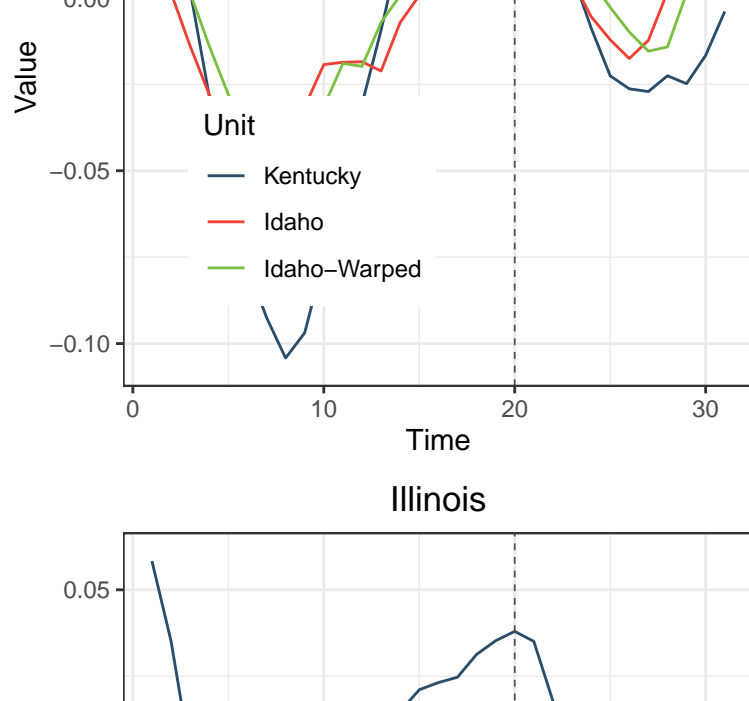 0.00
Value
Unit
−0.05
Kentucky
Idaho
Idaho−Warped
−0.10
0 10 20 30
Time
Illinois
0.05